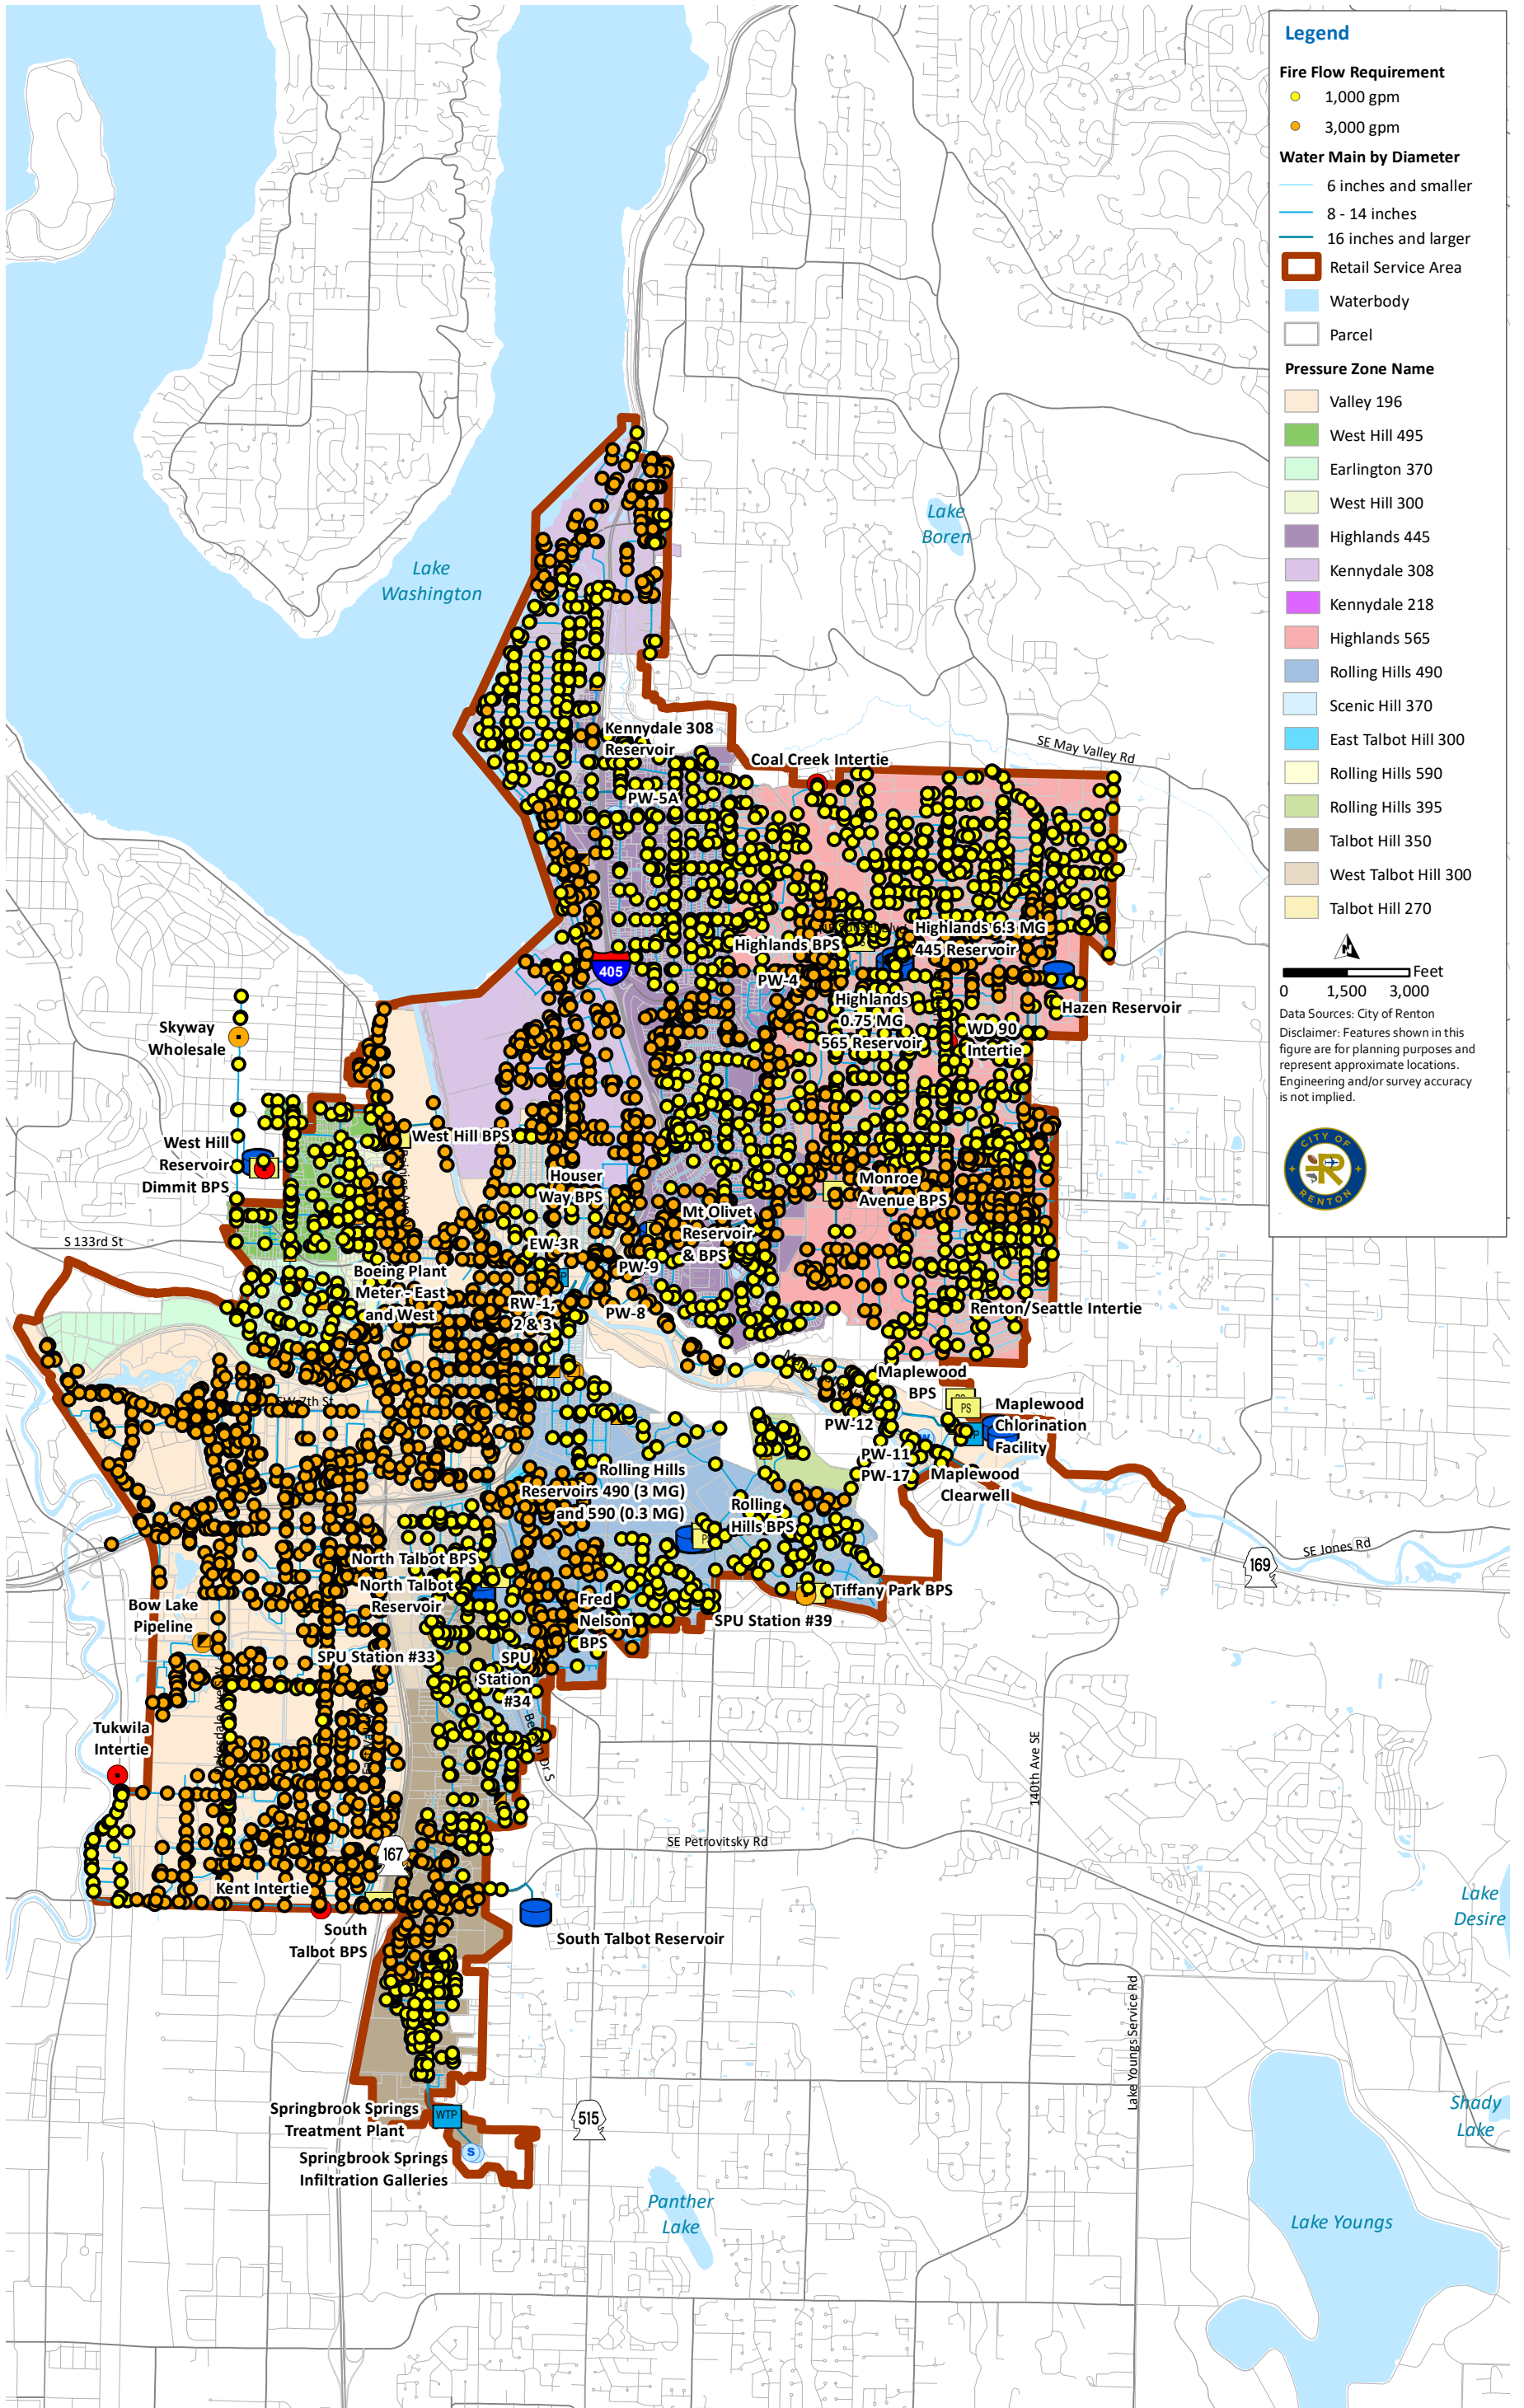 Legend
Fire Flow Requirement
1,000 gpm
3,000 gpm
Water Main by Diameter
6 inches and smaller
8 - 14 inches
16 inches and larger
Retail Service Area
Waterbody
Parcel
Pressure Zone Name
Valley 196
West Hill 495
Earlington 370
West Hill 300
Highlands 445
Kennydale 308
Kennydale 218
Highlands 565
Rolling Hills 490
Scenic Hill 370
East Talbot Hill 300
Rolling Hills 590
Rolling Hills 395
Talbot Hill 350
West Talbot Hill 300
Talbot Hill 270
N
Feet
0 1,500 3,000
Data Sources: City of Renton
Disclaimer: Features shown in this
figure are for planning purposes and
represent approximate locations.
Engineering and/or survey accuracy
is not implied.
CITY OF
R
RENTON
Lake
Boren
Lake
Washington
Kennydale 308
Reservoir
Coal Creek Intertie
SE May Valley Rd
PW-5A
Highlands BPS
Highlands 6.3 MG
445 Reservoir
405
PW-4
Highlands
0.75 MG
565 Reservoir
Hazen Reservoir
WD 90
Intertie
Skyway
Wholesale
West Hill
Reservoir
Dimmit BPS
West Hill BPS
Houser
Way BPS
Monroe
Avenue BPS
Mt Olivet
Reservoir
& BPS
S 133rd St
EW-3R
PW-9
Boeing Plant
Meter - East
and West
RW-1,
2 & 3
PW-8
Renton/Seattle Intertie
Maplewood
BPS
PS
SW 7th St
PW-12
Maplewood
Chlorination
Facility
PW-11
PW-17
Maplewood
Clearwell
Rolling Hills
Reservoirs 490 (3 MG)
and 590 (0.3 MG)
Rolling
Hills BPS
169
SE Jones Rd
North Talbot BPS
North Talbot
Reservoir
Tiffany Park BPS
Bow Lake
Pipeline
Fred
Nelson
BPS
SPU Station #39
SPU Station #33
SPU
Station
#34
Tukwila
Intertie
140th Ave SE
SE Petrovitsky Rd
167
Kent Intertie
South
Talbot BPS
South Talbot Reservoir
Lake
Desire
Lake Youngs Service Rd
Springbrook Springs
Treatment Plant
WTP
515
Springbrook Springs
Infiltration Galleries
S
Shady
Lake
Panther
Lake
Lake Youngs